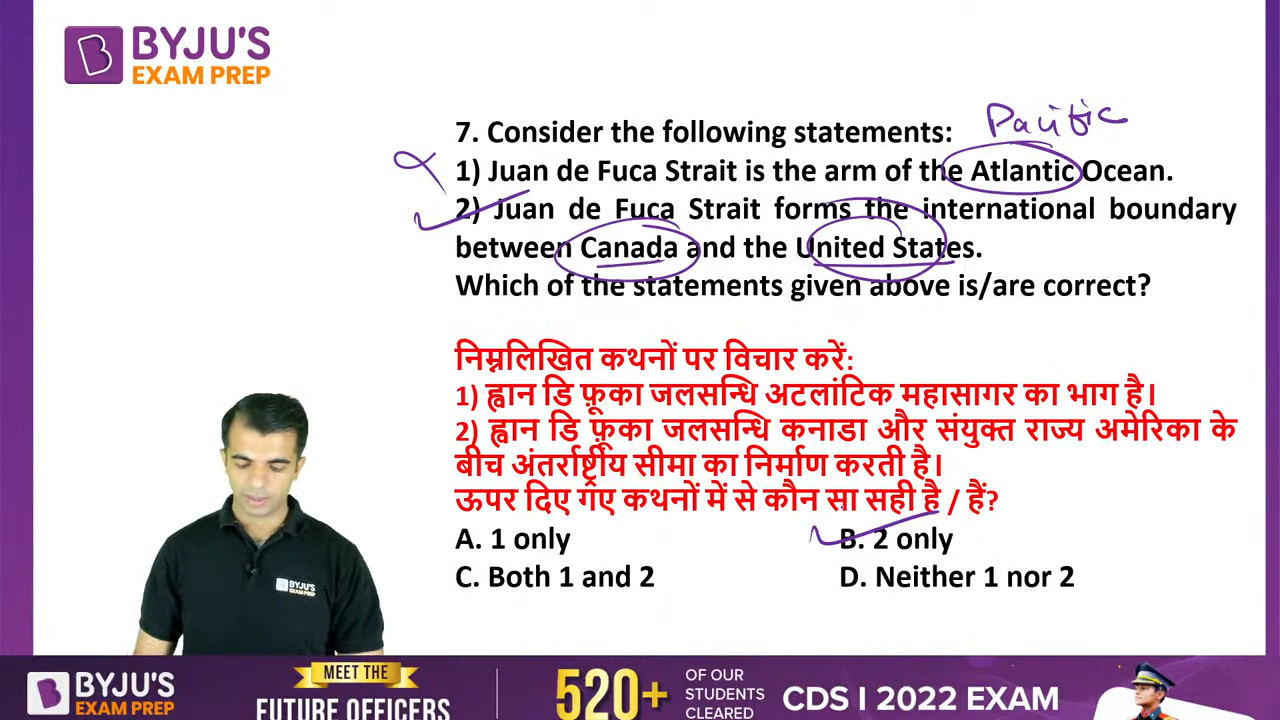 BYJU'S
EXAM PREP
Pacific
7. Consider the following statements:
1) Juan de Fuca Strait is the arm of the Atlantic Ocean.
2) Juan de Fuca Strait forms the international boundary
between Canada and the United States.
Which of the statements given above is/are correct?
निम्नलिखित कथनों पर विचार करें:
1) ह्वान डि फ़ूका जलसन्धि अटलांटिक महासागर का भाग है।
2) ह्वान डि फ़ूका जलसन्धि कनाडा और संयुक्त राज्य अमेरिका के
बीच अंतर्राष्ट्रीय सीमा का निर्माण करती है।
ऊपर दिए गए कथनों में से कौन सा सही है / हैं?
A. 1 only B. 2 only
C. Both 1 and 2 D. Neither 1 nor 2
BYJU'S
EXAM PREP
BYJU'S
EXAM PREP
MEET THE
FUTURE OFFICERS
520+
OF OUR
STUDENTS
CLEARED
CDS I 2022 EXAM